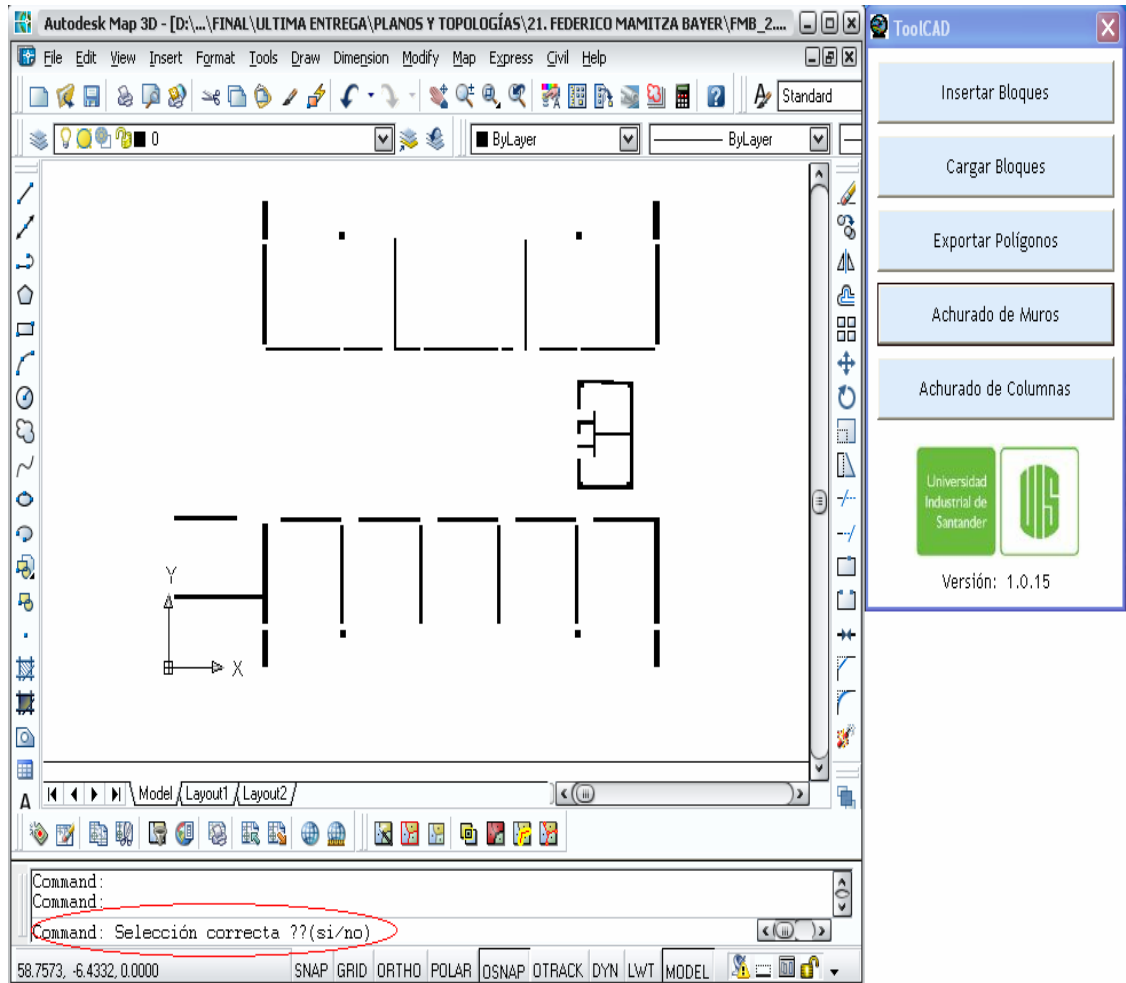 Autodesk Map 3D - [D:\...\FINAL\ULTIMA ENTREGA\PLANOS Y TOPOLOGÍAS\21. FEDERICO MAMITZA BAYER\FMB_2....
File Edit View Insert Format Tools Draw Dimension Modify Map Express Civil Help
Standard
0 ByLayer ByLayer
Y
X
Model Layout1 Layout2
Command:
Command:
Command: Selección correcta ??(si/no)
58.7573, -6.4332, 0.0000 SNAP GRID ORTHO POLAR OSNAP OTRACK DYN LWT MODEL
ToolCAD
Insertar Bloques
Cargar Bloques
Exportar Polígonos
Achurado de Muros
Achurado de Columnas
Universidad
Industrial de
Santander
UIS
Versión: 1.0.15